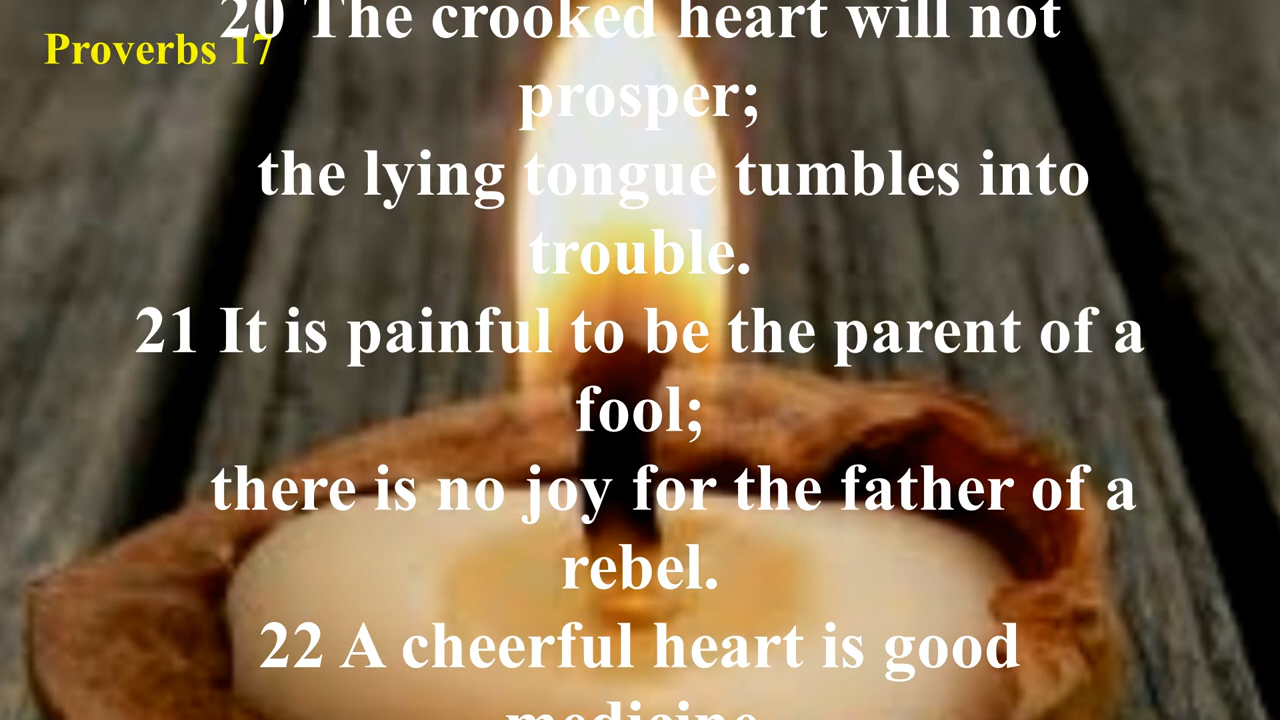 Proverbs 17
20 The crooked heart will not
prosper;
the lying tongue tumbles into
trouble.
21 It is painful to be the parent of a
fool;
there is no joy for the father of a
rebel.
22 A cheerful heart is good
medicine,